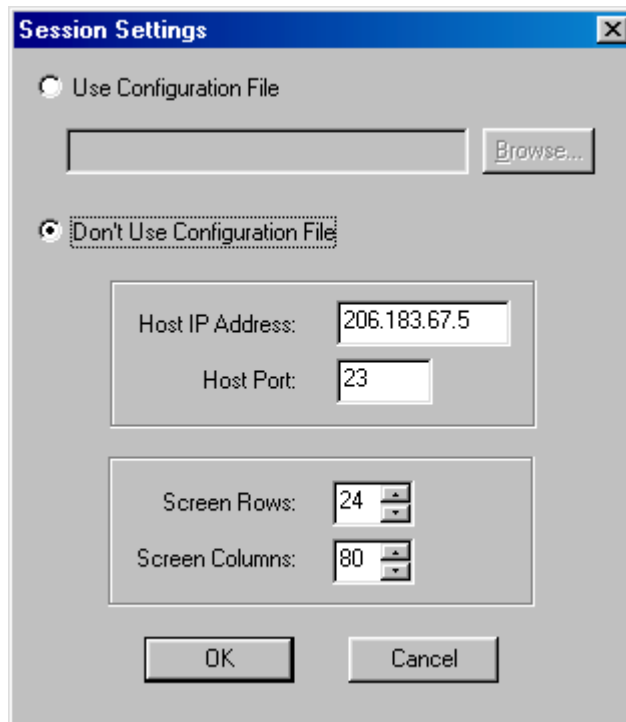 Session Settings
Use Configuration File
Browse...
Don't Use Configuration File
Host IP Address: 206.183.67.5
Host Port: 23
Screen Rows: 24
Screen Columns: 80
OK Cancel